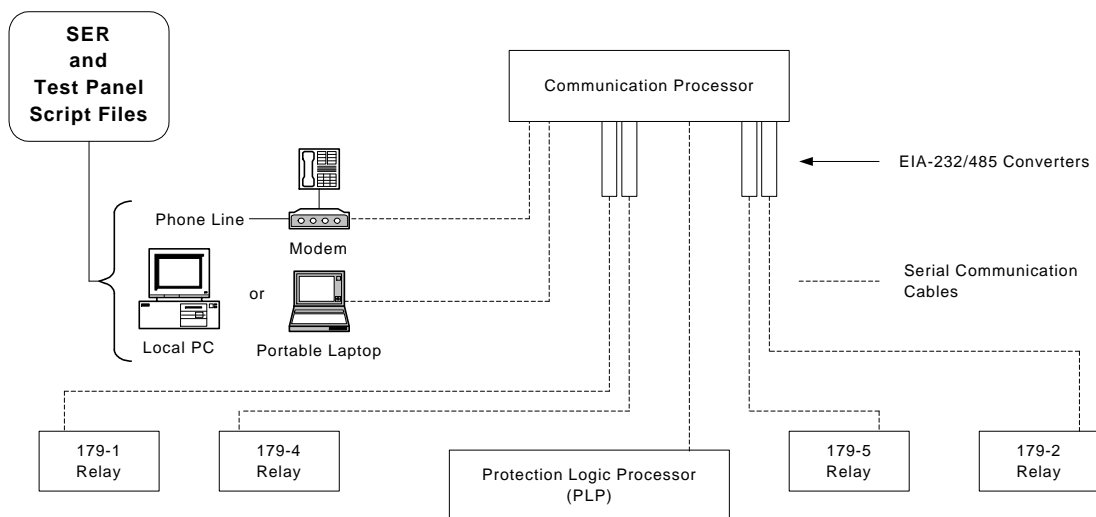 SER
and
Test Panel
Script Files
Communication Processor
EIA-232/485 Converters
Phone Line
Modem
Serial Communication
Cables
or
Local PC
Portable Laptop
179-1
Relay
179-4
Relay
Protection Logic Processor
(PLP)
179-5
Relay
179-2
Relay